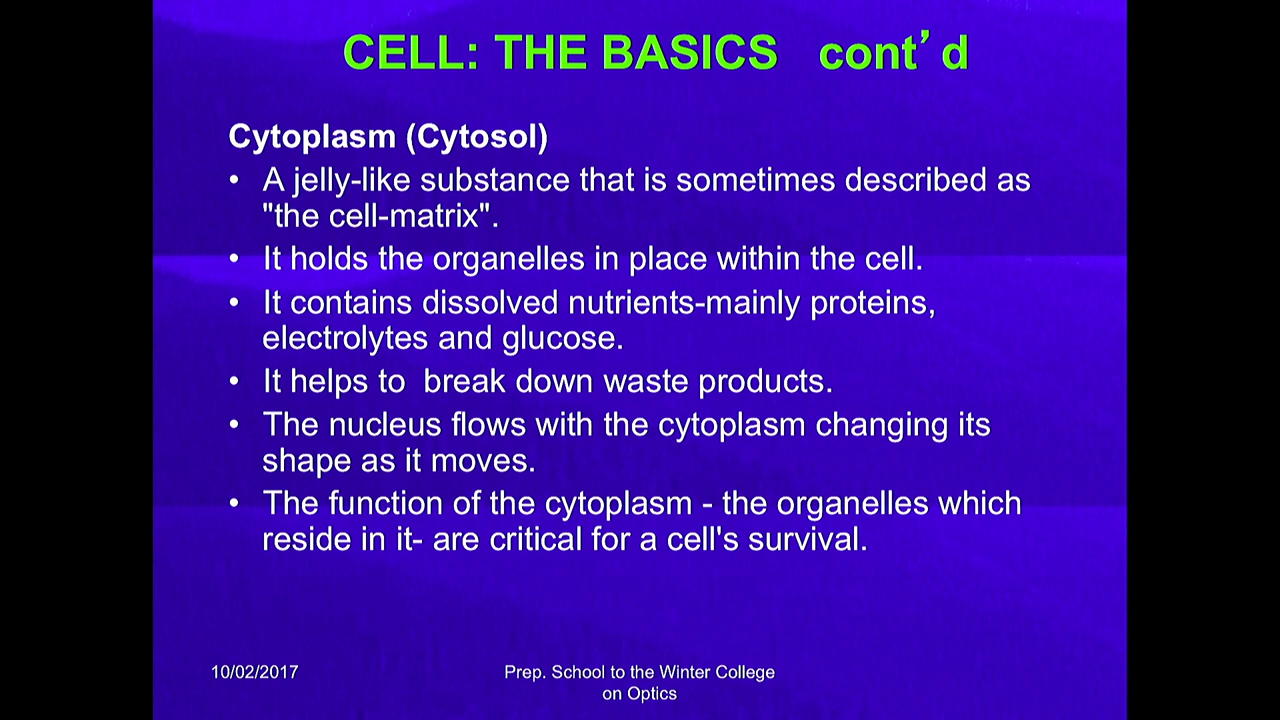 CELL: THE BASICS cont’d
Cytoplasm (Cytosol)
• A jelly-like substance that is sometimes described as
"the cell-matrix".
• It holds the organelles in place within the cell.
• It contains dissolved nutrients-mainly proteins,
electrolytes and glucose.
• It helps to  break down waste products.
• The nucleus flows with the cytoplasm changing its
shape as it moves.
• The function of the cytoplasm - the organelles which
reside in it- are critical for a cell's survival.
10/02/2017
Prep. School to the Winter College
on Optics